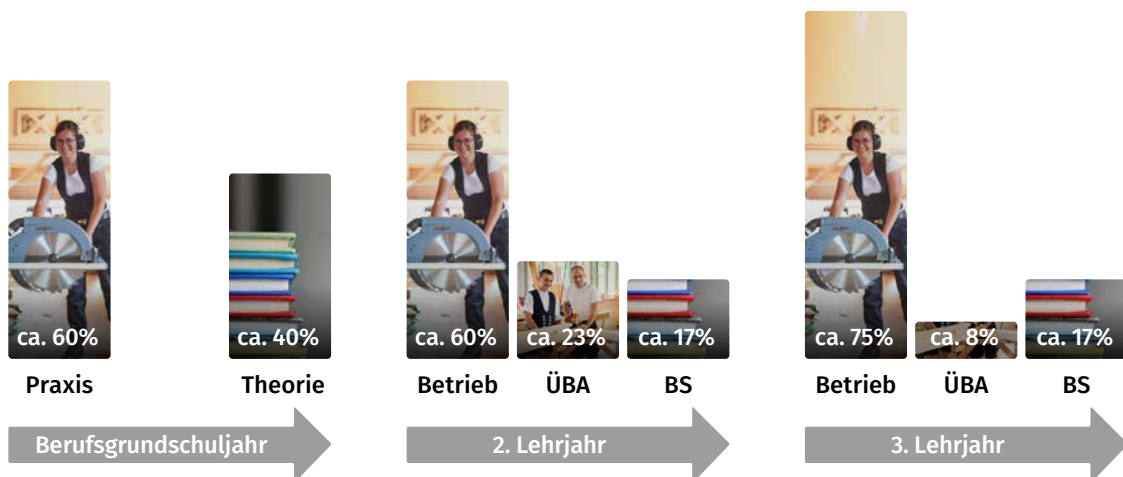 ca. 60%
ca. 40%
Praxis
Theorie
Berufsgrundschuljahr
ca. 60%
ca. 23%
ca. 17%
Betrieb
ÜBA
BS
2. Lehrjahr
ca. 75%
ca. 8%
ca. 17%
Betrieb
ÜBA
BS
3. Lehrjahr